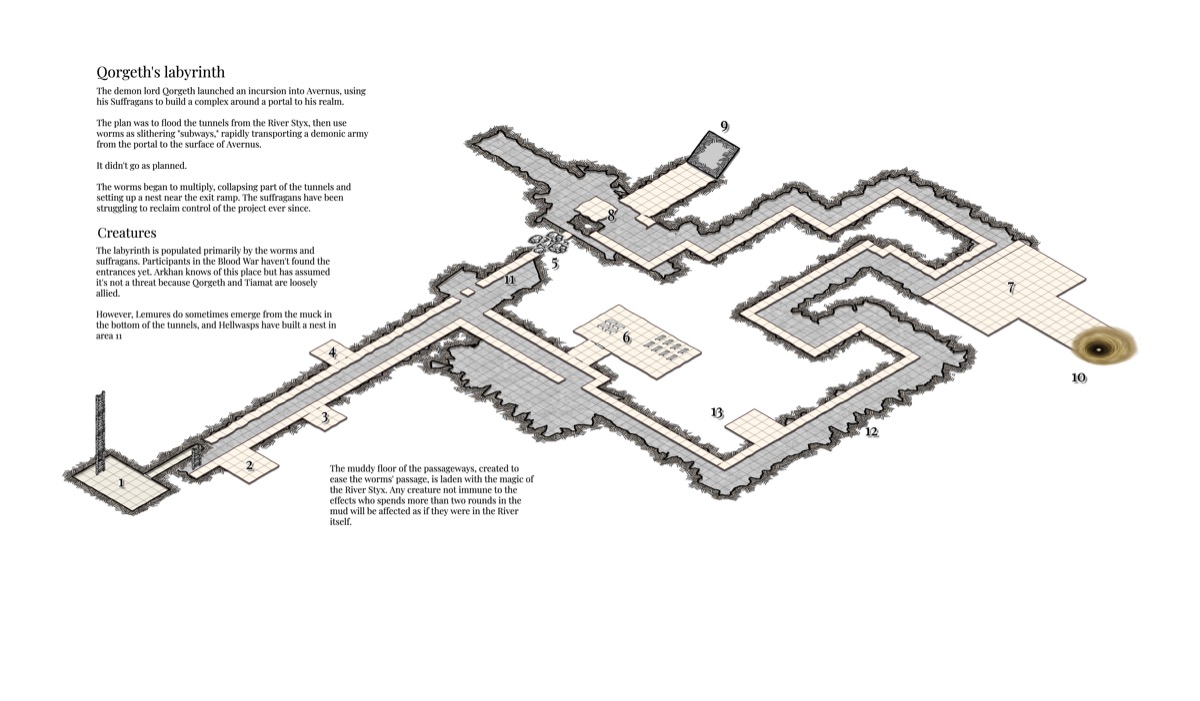 Qorgeth's labyrinth
The demon lord Qorgeth launched an incursion into Avernus, using
his Suffragans to build a complex around a portal to his realm.
The plan was to flood the tunnels from the River Styx, then use
worms as slithering "subways," rapidly transporting a demonic army
from the portal to the surface of Avernus.
It didn't go as planned.
The worms began to multiply, collapsing part of the tunnels and
setting up a nest near the exit ramp. The suffragans have been
struggling to reclaim control of the project ever since.
Creatures
The labyrinth is populated primarily by the worms and
suffragans. Participants in the Blood War haven't found the
entrances yet. Arkhan knows of this place but has assumed
it's not a threat because Qorgeth and Tiamat are loosely
allied.
However, Lemures do sometimes emerge from the muck in
the bottom of the tunnels, and Hellwasps have built a nest in
area 11
9
8
5
11
7
6
4
10
3
13
12
2
1
The muddy floor of the passageways, created to
ease the worms' passage, is laden with the magic of
the River Styx. Any creature not immune to the
effects who spends more than two rounds in the
mud will be affected as if they were in the River
itself.